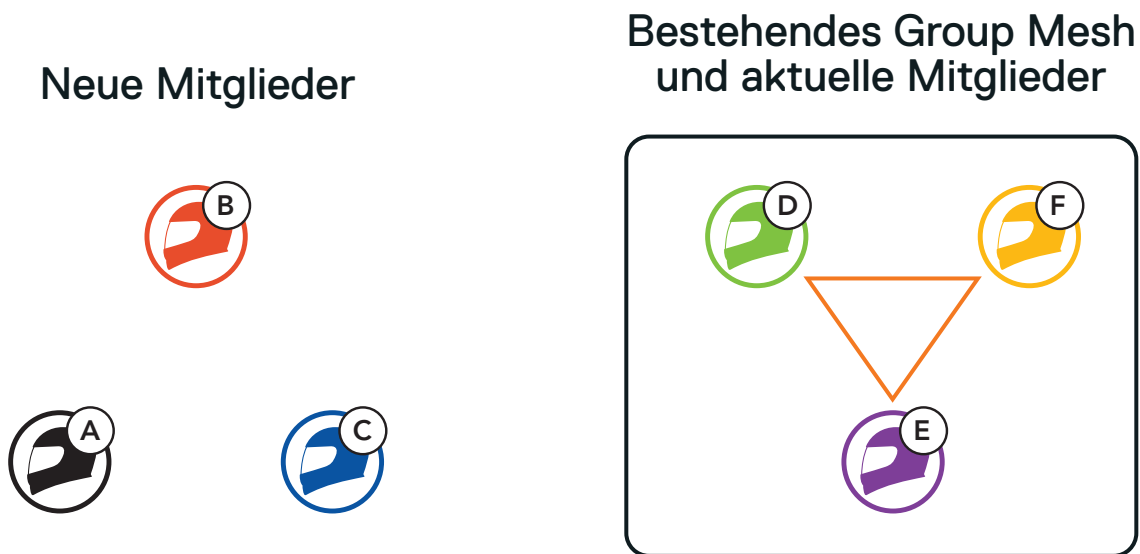 Neue Mitglieder
Bestehendes Group Mesh
und aktuelle Mitglieder
B
D
F
A
C
E